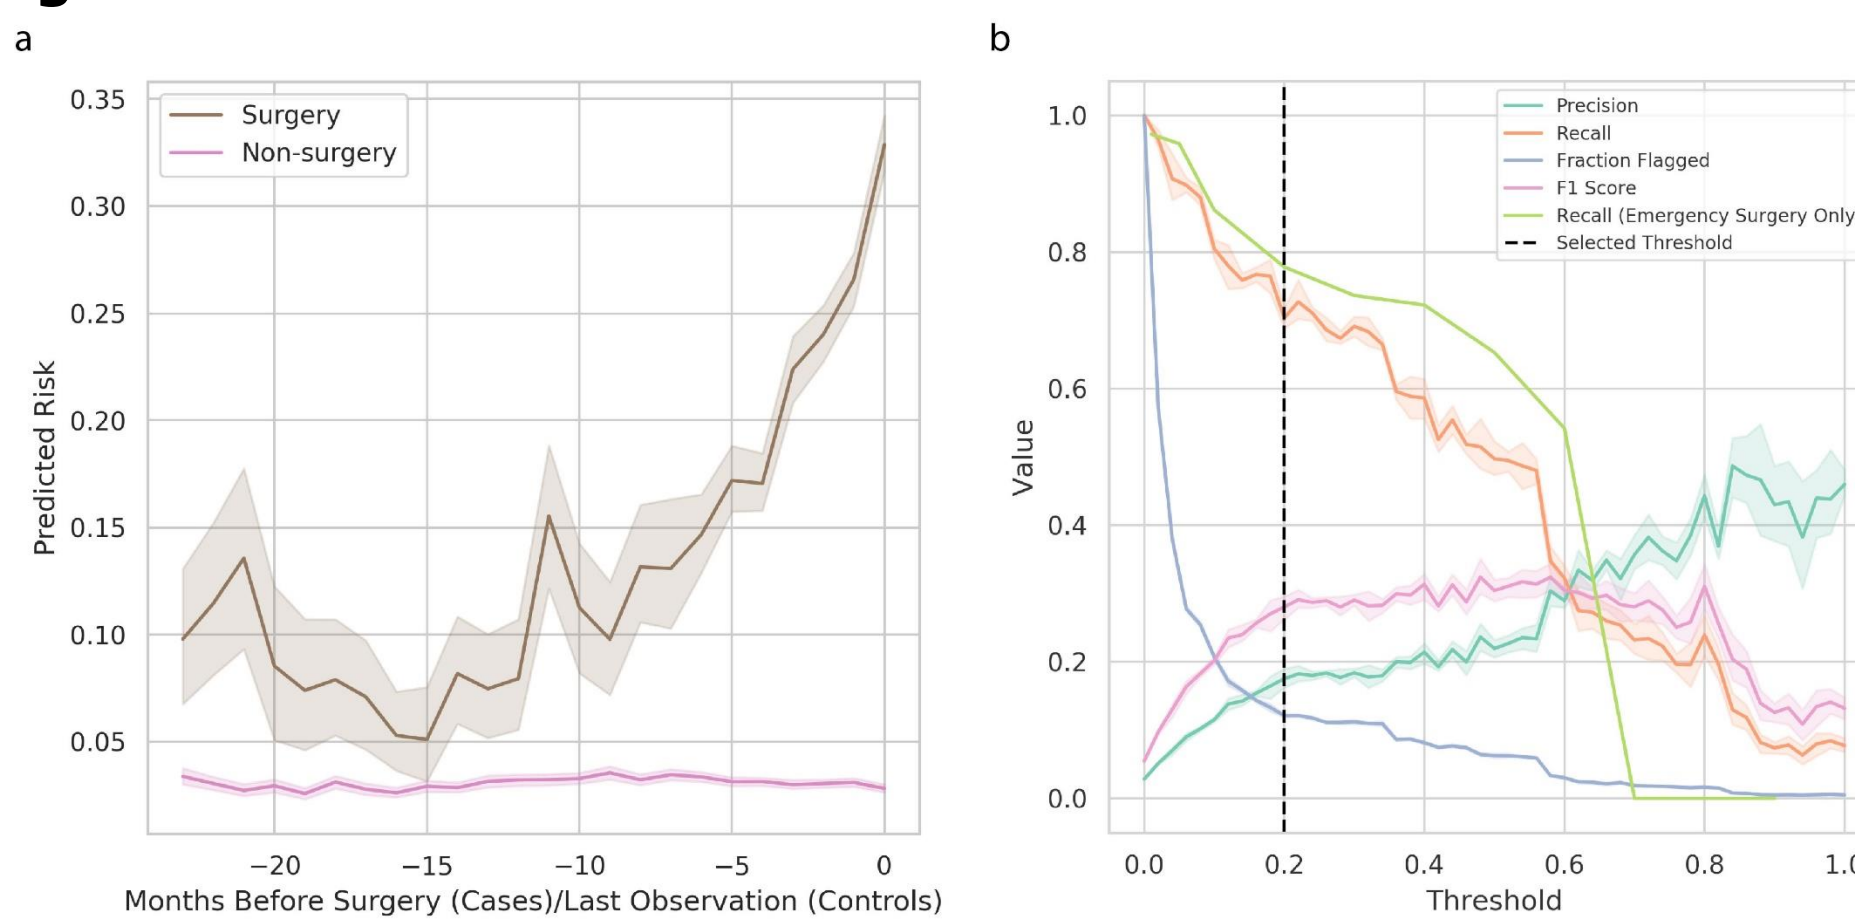 a
b
0.35
0.30
0.25
0.20
0.15
0.10
0.05
Predicted Risk
Surgery
Non-surgery
−20
−15
−10
−5
0
Months Before Surgery (Cases)/Last Observation (Controls)
1.0
0.8
0.6
0.4
0.2
0.0
Value
Precision
Recall
Fraction Flagged
F1 Score
Recall (Emergency Surgery Only
Selected Threshold
0.0
0.2
0.4
0.6
0.8
1.0
Threshold